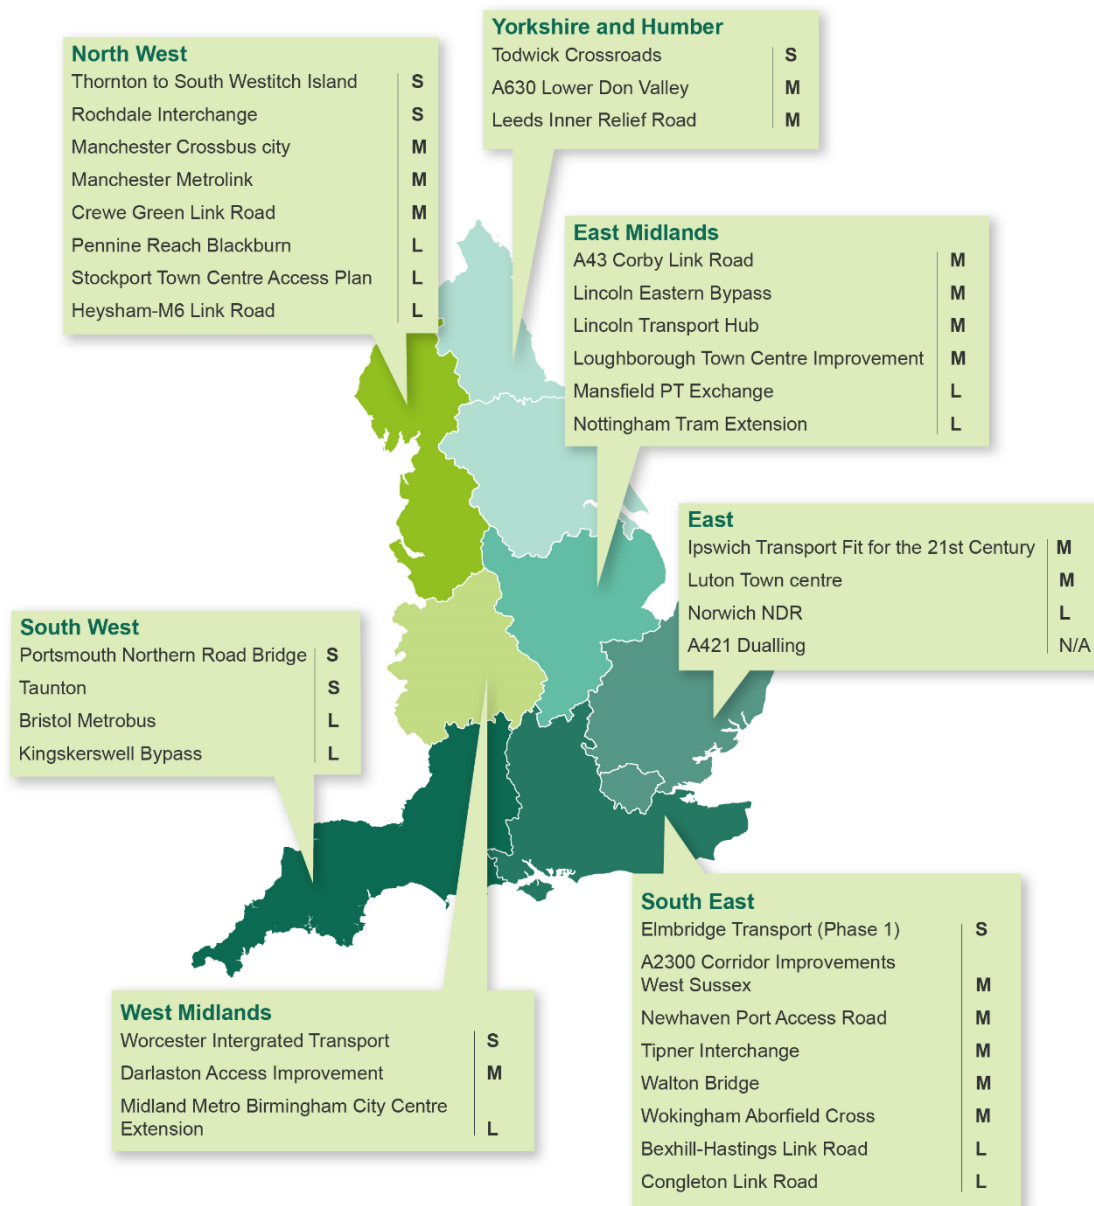 North West
Thornton to South Westitch Island S
Rochdale Interchange S
Manchester Crossbus city M
Manchester Metrolink M
Crewe Green Link Road M
Pennine Reach Blackburn L
Stockport Town Centre Access Plan L
Heysham-M6 Link Road L
Yorkshire and Humber
Todwick Crossroads S
A630 Lower Don Valley M
Leeds Inner Relief Road M
East Midlands
A43 Corby Link Road M
Lincoln Eastern Bypass M
Lincoln Transport Hub M
Loughborough Town Centre Improvement M
Mansfield PT Exchange L
Nottingham Tram Extension L
East
Ipswich Transport Fit for the 21st Century M
Luton Town centre M
Norwich NDR L
A421 Dualling N/A
South West
Portsmouth Northern Road Bridge S
Taunton S
Bristol Metrobus L
Kingskerswell Bypass L
West Midlands
Worcester Intergrated Transport S
Darlaston Access Improvement M
Midland Metro Birmingham City Centre
Extension L
South East
Elmbridge Transport (Phase 1) S
A2300 Corridor Improvements
West Sussex M
Newhaven Port Access Road M
Tipner Interchange M
Walton Bridge M
Wokingham Aborfield Cross M
Bexhill-Hastings Link Road L
Congleton Link Road L